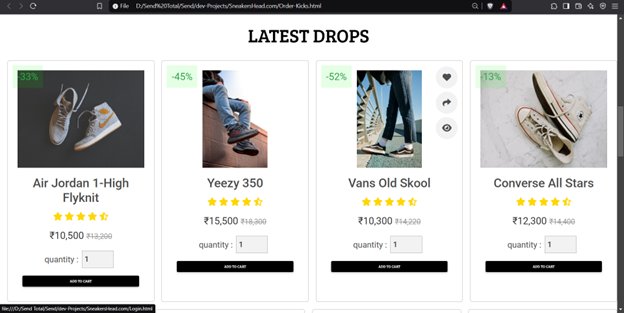 File D:/Send%20Total/Send/dev-Projects/SneakersHead.com/Order-Kicks.html
LATEST DROPS
-33%
-45%
-52%
-13%
Air Jordan 1-High
Flyknit
Yeezy 350
Vans Old Skool
Converse All Stars
₹10,500 ₹13,200
₹15,500 ₹18,300
₹10,300 ₹14,220
₹12,300 ₹14,400
quantity : 1
quantity : 1
quantity : 1
quantity : 1
ADD TO CART
ADD TO CART
ADD TO CART
ADD TO CART
file:///D:/Send Total/Send/dev-Projects/SneakersHead.com/Login.html